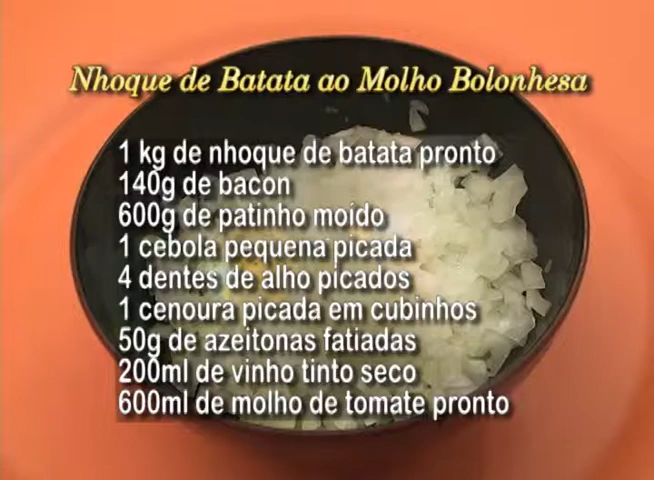 Nhoque de Batata ao Molho Bolonhesa
1 kg de nhoque de batata pronto
140g de bacon
600g de patinho moído
1 cebola pequena picada
4 dentes de alho picados
1 cenoura picada em cubinhos
50g de azeitonas fatiadas
200ml de vinho tinto seco
600ml de molho de tomate pronto